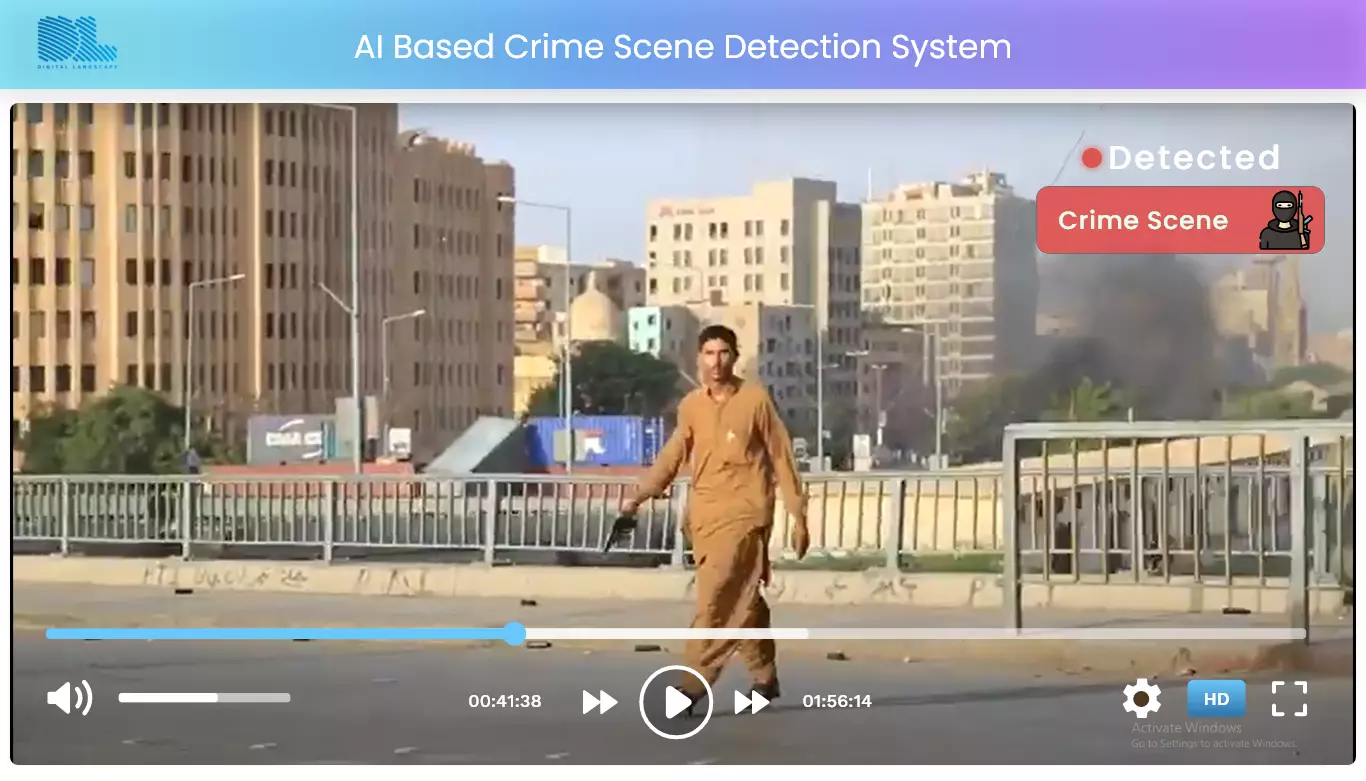 DIGITAL LANDSCAPE
AI Based Crime Scene Detection System
Detected
Crime Scene
CMA CG
00:41:38
01:56:14
HD
Activate Windows
Go to Settings to activate Windows.